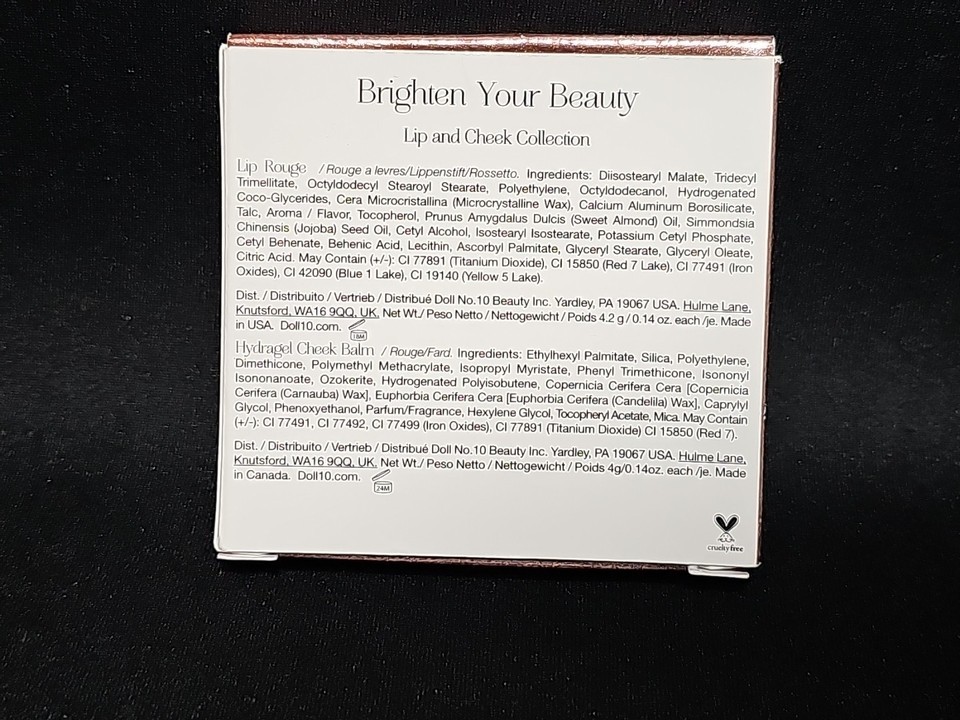 Brighten Your Beauty
Lip and Cheek Collection
Lip Rouge / Rouge a levres/Lippenstift/Rossetto. Ingredients: Diisostearyl Malate, Tridecyl
Trimellitate, Octyldodecyl Stearoyl Stearate, Polyethylene, Octyldodecanol, Hydrogenated
Coco-Glycerides, Cera Microcristallina (Microcrystalline Wax), Calcium Aluminum Borosilicate,
Talc, Aroma / Flavor, Tocopherol, Prunus Amygdalus Dulcis (Sweet Almond) Oil, Simmondsia
Chinensis (Jojoba) Seed Oil, Cetyl Alcohol, Isostearyl Isostearate, Potassium Cetyl Phosphate,
Cetyl Behenate, Behenic Acid, Lecithin, Ascorbyl Palmitate, Glyceryl Stearate, Glyceryl Oleate,
Citric Acid. May Contain (+/-): CI 77891 (Titanium Dioxide), CI 15850 (Red 7 Lake), CI 77491 (Iron
Oxides), CI 42090 (Blue 1 Lake), CI 19140 (Yellow 5 Lake).
Dist. / Distribuito / Vertrieb / Distribué Doll No.10 Beauty Inc. Yardley, PA 19067 USA. Hulme Lane,
Knutsford, WA16 9QQ, UK. Net Wt./ Peso Netto / Nettogewicht / Poids 4.2 g / 0.14 oz. each /je. Made
in USA. Doll10.com. 18M
Hydragel Cheek Balm / Rouge/Fard. Ingredients: Ethylhexyl Palmitate, Silica, Polyethylene,
Dimethicone, Polymethyl Methacrylate, Isopropyl Myristate, Phenyl Trimethicone, Isononyl
Isononanoate, Ozokerite, Hydrogenated Polyisobutene, Copernicia Cerifera Cera [Copernicia
Cerifera (Carnauba) Wax], Euphorbia Cerifera Cera [Euphorbia Cerifera (Candelila) Wax], Caprylyl
Glycol, Phenoxyethanol, Parfum/Fragrance, Hexylene Glycol, Tocopheryl Acetate, Mica. May Contain
(+/-): CI 77491, CI 77492, CI 77499 (Iron Oxides), CI 77891 (Titanium Dioxide) CI 15850 (Red 7).
Dist. / Distribuito / Vertrieb / Distribué Doll No.10 Beauty Inc. Yardley, PA 19067 USA. Hulme Lane,
Knutsford, WA16 9QQ, UK. Net Wt./ Peso Netto / Nettogewicht / Poids 4g/0.14oz. each /je. Made
in Canada. Doll10.com. 24M
crueltyfree